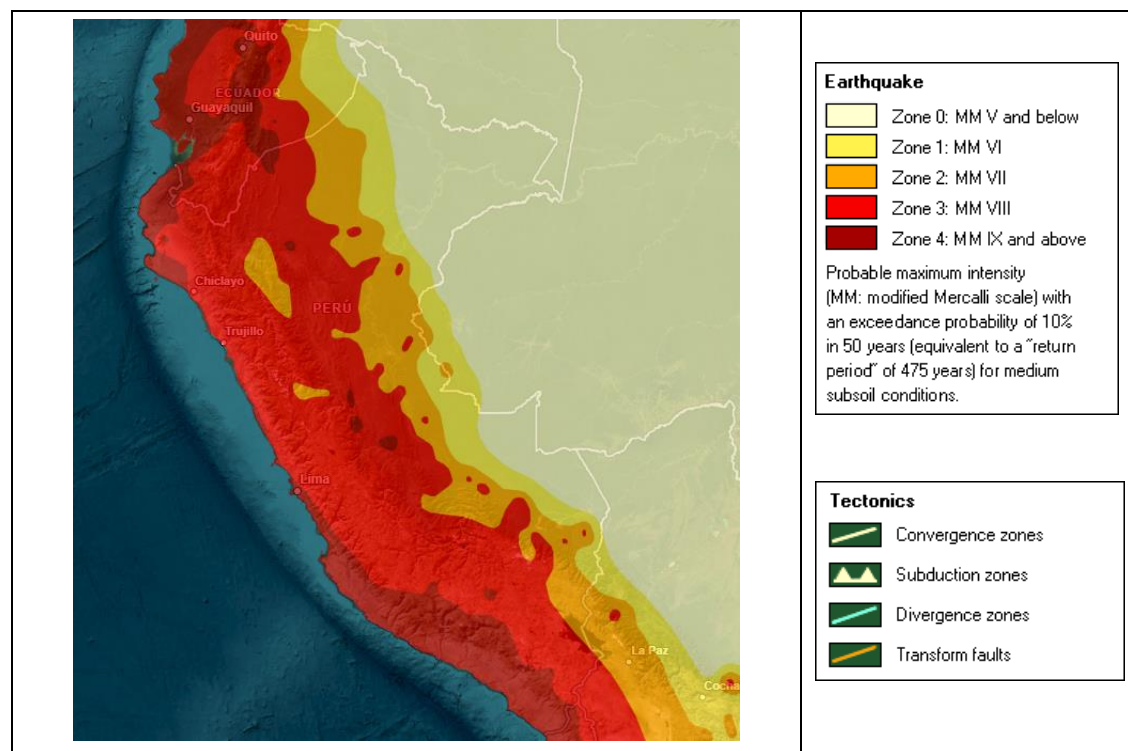 Quito
ECUADOR
Guayaquil
Chiclayo
PERÚ
Trujillo
Lima
La Paz
Cocha
Earthquake
Zone 0: MM V and below
Zone 1: MM VI
Zone 2: MM VII
Zone 3: MM VIII
Zone 4: MM IX and above
Probable maximum intensity
(MM: modified Mercalli scale) with
an exceedance probability of 10%
in 50 years (equivalent to a "return
period" of 475 years) for medium
subsoil conditions.
Tectonics
Convergence zones
Subduction zones
Divergence zones
Transform faults